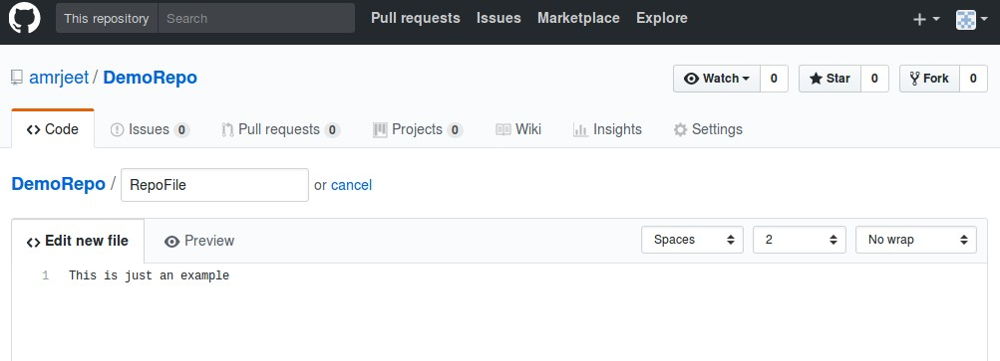 This repository Search Pull requests Issues Marketplace Explore
amrjeet / DemoRepo Watch 0 Star 0 Fork 0
Code Issues 0 Pull requests 0 Projects 0 Wiki Insights Settings
DemoRepo / RepoFile or cancel
Edit new file Preview Spaces 2 No wrap
1 This is just an example